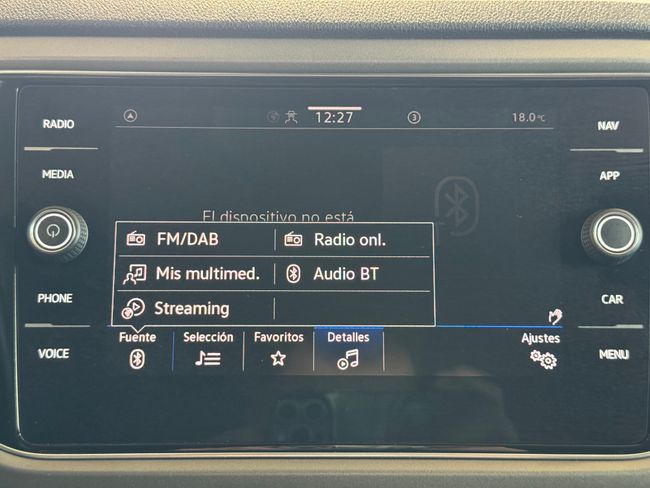 RADIO
MEDIA
PHONE
VOICE
12:27
3
18.0°C
El dispositivo no está
FM/DAB
Radio onl.
Mis multimed.
Audio BT
Streaming
Fuente
Selección
Favoritos
Detalles
Ajustes
NAV
APP
CAR
MENU